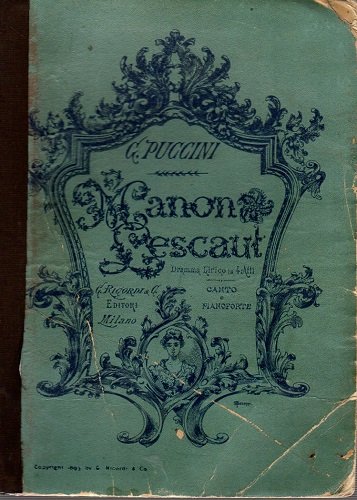 G. PUCCINI
Manon
Lescaut
Dramma Lirico in 4 Atti
G. RICORDI & C.
EDITORI
Milano
CANTO
e
PIANOFORTE
Copyright 1893 by G. Ricordi & Co.